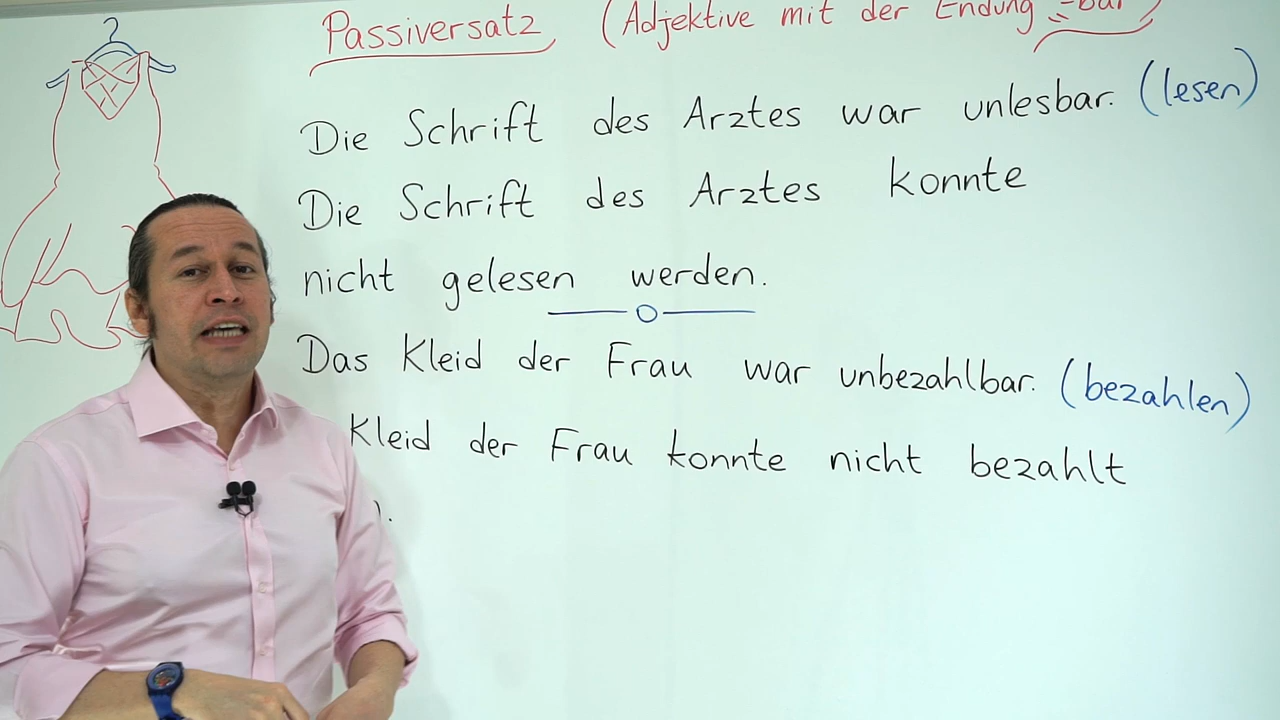 Passiversatz (Adjektive mit der Endung "-bar")
Die Schrift des Arztes war unlesbar. (lesen)
Die Schrift des Arztes konnte
nicht gelesen werden.
Das Kleid der Frau war unbezahlbar. (bezahlen)
Kleid der Frau konnte nicht bezahlt